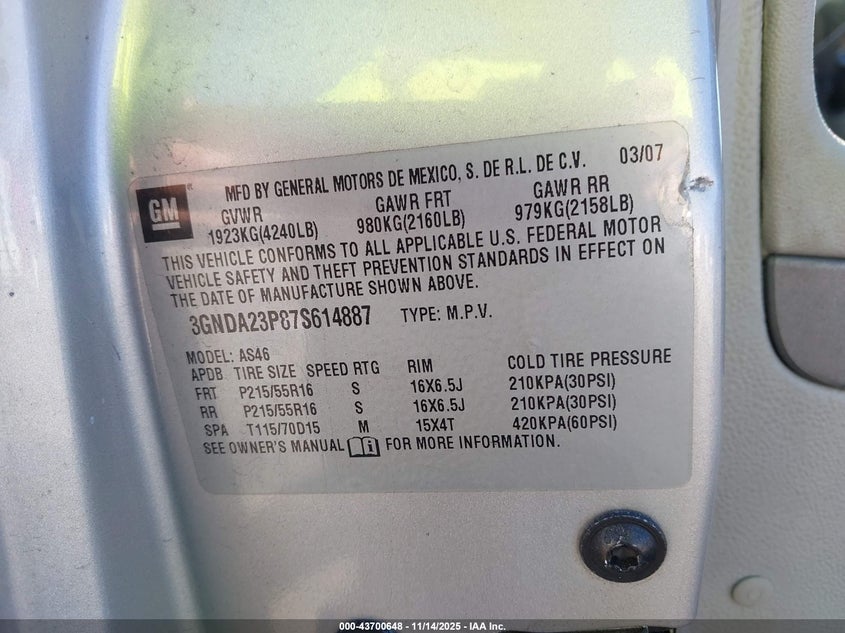 GM
MFD BY GENERAL MOTORS DE MEXICO, S. DE R.L. DE C.V. 03/07
GVWR GAWR FRT GAWR RR
1923KG(4240LB) 980KG(2160LB) 979KG(2158LB)
THIS VEHICLE CONFORMS TO ALL APPLICABLE U.S. FEDERAL MOTOR
VEHICLE SAFETY AND THEFT PREVENTION STANDARDS IN EFFECT ON
THE DATE OF MANUFACTURE SHOWN ABOVE.
3GNDA23P87S614887 TYPE: M.P.V.
MODEL: AS46
APDB TIRE SIZE SPEED RTG RIM COLD TIRE PRESSURE
FRT P215/55R16 S 16X6.5J 210KPA(30PSI)
RR P215/55R16 S 16X6.5J 210KPA(30PSI)
SPA T115/70D15 M 15X4T 420KPA(60PSI)
SEE OWNER'S MANUAL i FOR MORE INFORMATION.
000-43700648 - 11/14/2025 - IAA Inc.